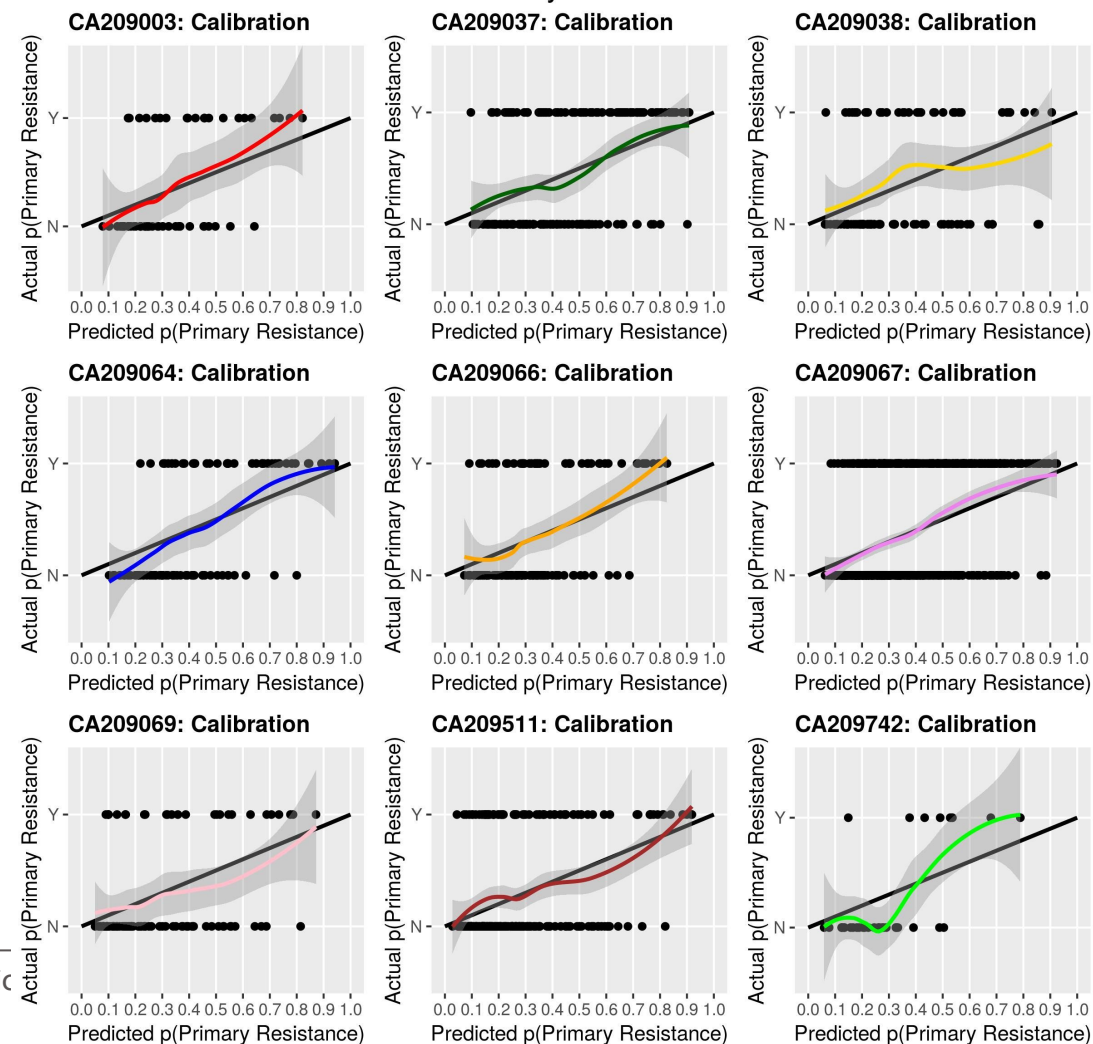 CA209003: Calibration CA209037: Calibration CA209038: Calibration
Actual p(Primary Resistance) Actual p(Primary Resistance) Actual p(Primary Resistance)
Y Y Y
N N N
0.0 0.1 0.2 0.3 0.4 0.5 0.6 0.7 0.8 0.9 1.0 0.0 0.1 0.2 0.3 0.4 0.5 0.6 0.7 0.8 0.9 1.0 0.0 0.1 0.2 0.3 0.4 0.5 0.6 0.7 0.8 0.9 1.0
Predicted p(Primary Resistance) Predicted p(Primary Resistance) Predicted p(Primary Resistance)
CA209064: Calibration CA209066: Calibration CA209067: Calibration
Actual p(Primary Resistance) Actual p(Primary Resistance) Actual p(Primary Resistance)
Y Y Y
N N N
0.0 0.1 0.2 0.3 0.4 0.5 0.6 0.7 0.8 0.9 1.0 0.0 0.1 0.2 0.3 0.4 0.5 0.6 0.7 0.8 0.9 1.0 0.0 0.1 0.2 0.3 0.4 0.5 0.6 0.7 0.8 0.9 1.0
Predicted p(Primary Resistance) Predicted p(Primary Resistance) Predicted p(Primary Resistance)
CA209069: Calibration CA209511: Calibration CA209742: Calibration
Actual p(Primary Resistance) Actual p(Primary Resistance) Actual p(Primary Resistance)
Y Y Y
N N N
0.0 0.1 0.2 0.3 0.4 0.5 0.6 0.7 0.8 0.9 1.0 0.0 0.1 0.2 0.3 0.4 0.5 0.6 0.7 0.8 0.9 1.0 0.0 0.1 0.2 0.3 0.4 0.5 0.6 0.7 0.8 0.9 1.0
Predicted p(Primary Resistance) Predicted p(Primary Resistance) Predicted p(Primary Resistance)